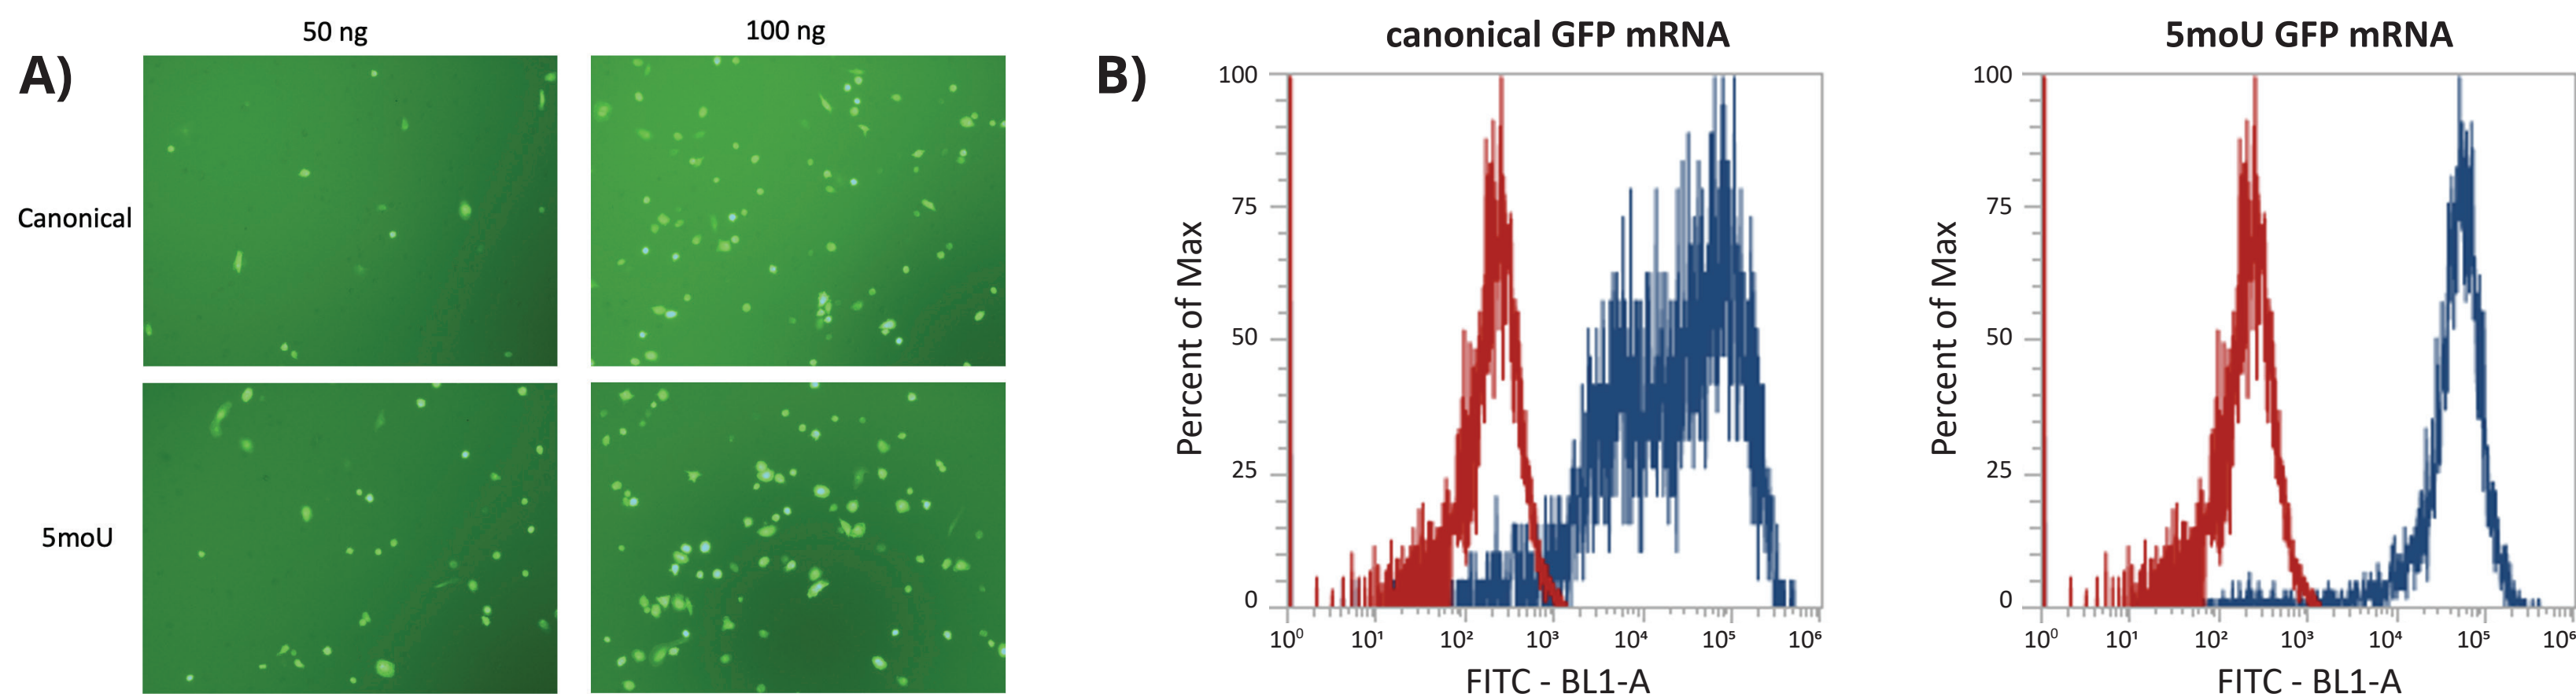 A)
50 ng
100 ng
Canonical
5moU
B)
canonical GFP mRNA
Percent of Max
100
75
50
25
0
10⁰ 10¹ 10² 10³ 10⁴ 10⁵ 10⁶
FITC - BL1-A
5moU GFP mRNA
Percent of Max
100
75
50
25
0
10⁰ 10¹ 10² 10³ 10⁴ 10⁵ 10⁶
FITC - BL1-A